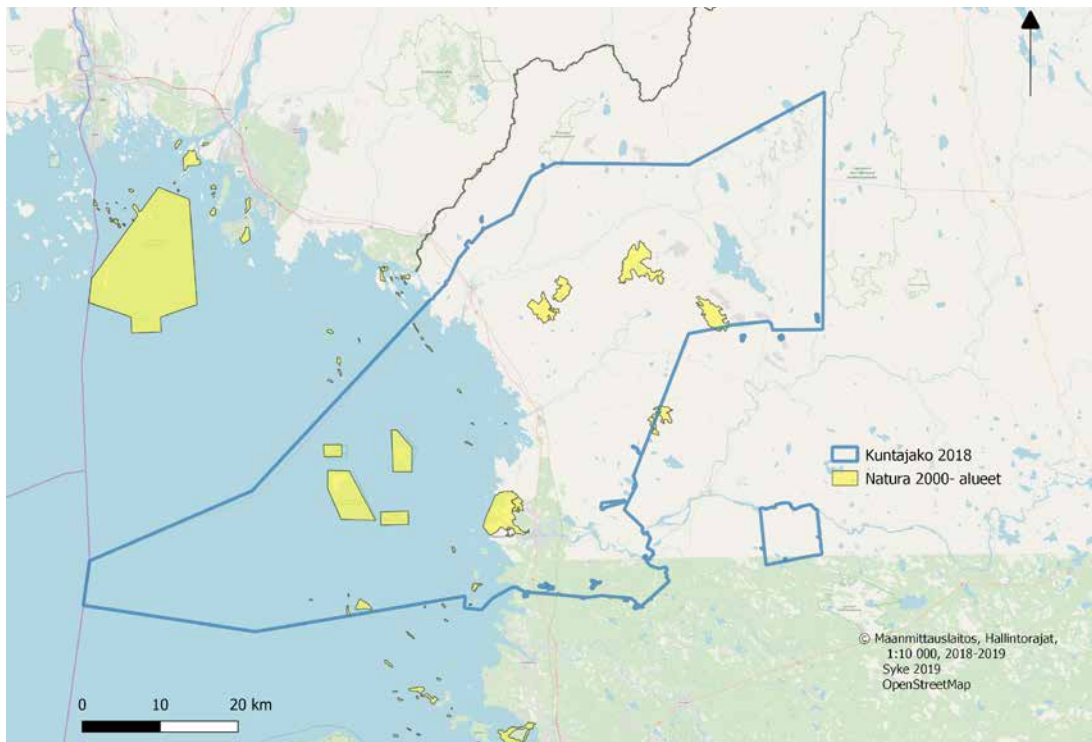 Kuntajako 2018
Natura 2000- alueet
© Maanmittauslaitos, Hallintorajat,
1:10 000, 2018-2019
Syke 2019
OpenStreetMap
0 10 20 km